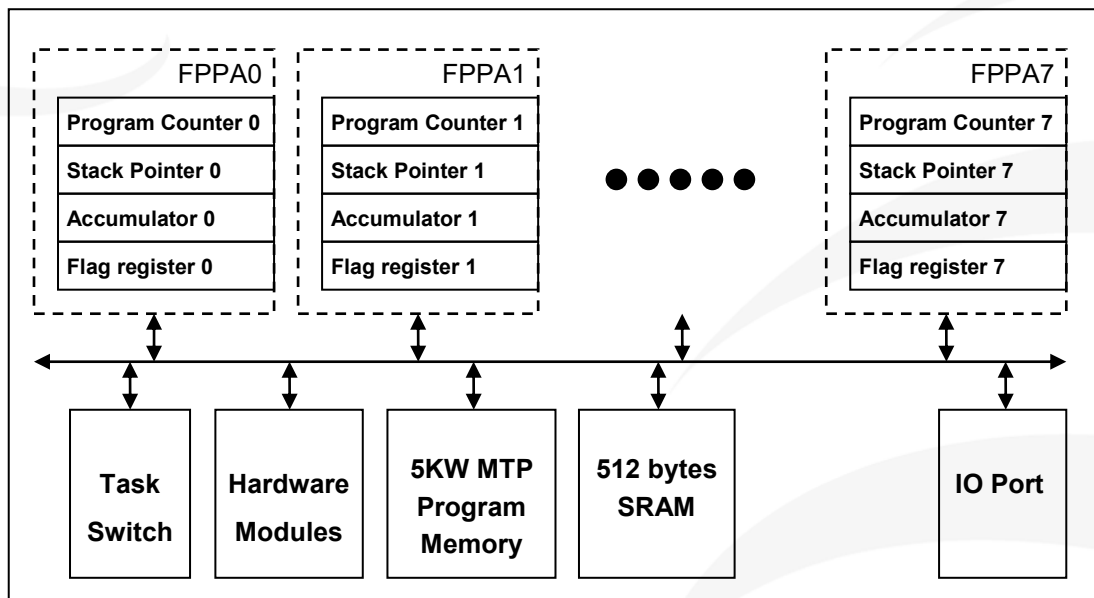 FPPA0
Program Counter 0
Stack Pointer 0
Accumulator 0
Flag register 0
FPPA1
Program Counter 1
Stack Pointer 1
Accumulator 1
Flag register 1
FPPA7
Program Counter 7
Stack Pointer 7
Accumulator 7
Flag register 7
Task
Switch
Hardware
Modules
5KW MTP
Program
Memory
512 bytes
SRAM
IO Port